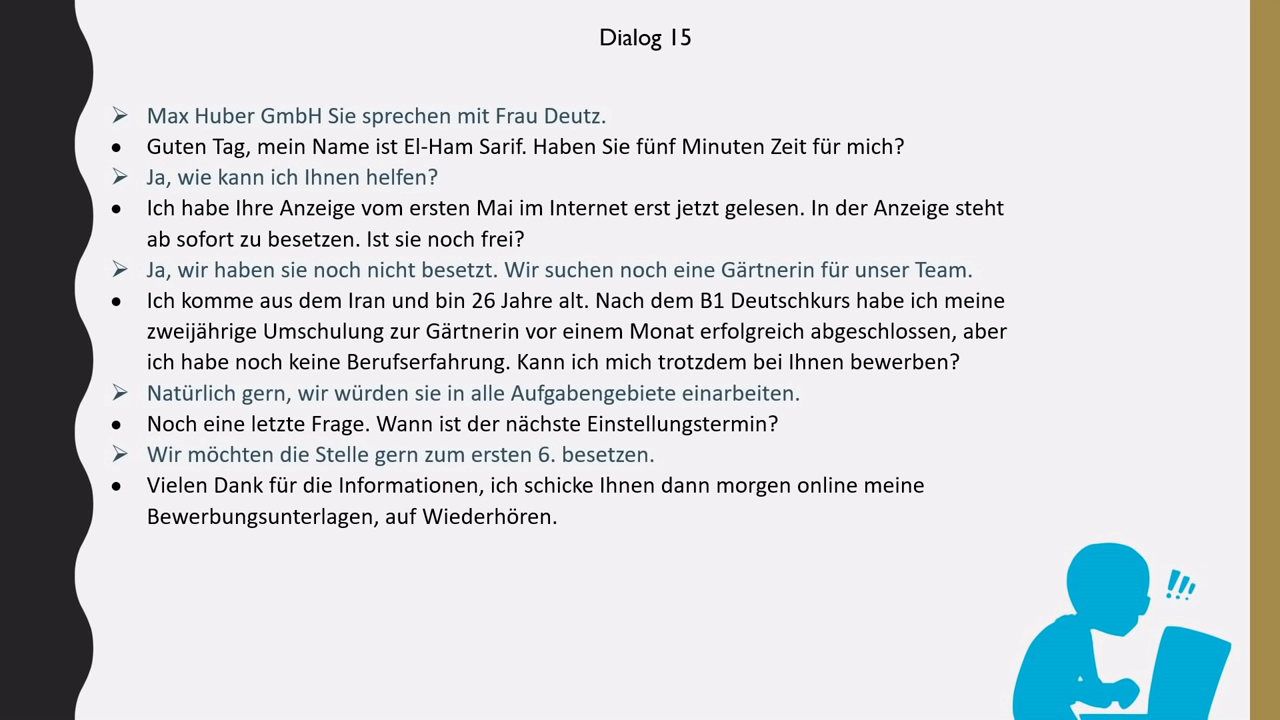 Dialog 15
➢ Max Huber GmbH Sie sprechen mit Frau Deutz.
• Guten Tag, mein Name ist El-Ham Sarif. Haben Sie fünf Minuten Zeit für mich?
➢ Ja, wie kann ich Ihnen helfen?
• Ich habe Ihre Anzeige vom ersten Mai im Internet erst jetzt gelesen. In der Anzeige steht
ab sofort zu besetzen. Ist sie noch frei?
➢ Ja, wir haben sie noch nicht besetzt. Wir suchen noch eine Gärtnerin für unser Team.
• Ich komme aus dem Iran und bin 26 Jahre alt. Nach dem B1 Deutschkurs habe ich meine
zweijährige Umschulung zur Gärtnerin vor einem Monat erfolgreich abgeschlossen, aber
ich habe noch keine Berufserfahrung. Kann ich mich trotzdem bei Ihnen bewerben?
➢ Natürlich gern, wir würden sie in alle Aufgabengebiete einarbeiten.
• Noch eine letzte Frage. Wann ist der nächste Einstellungstermin?
➢ Wir möchten die Stelle gern zum ersten 6. besetzen.
• Vielen Dank für die Informationen, ich schicke Ihnen dann morgen online meine
Bewerbungsunterlagen, auf Wiederhören.
!!!